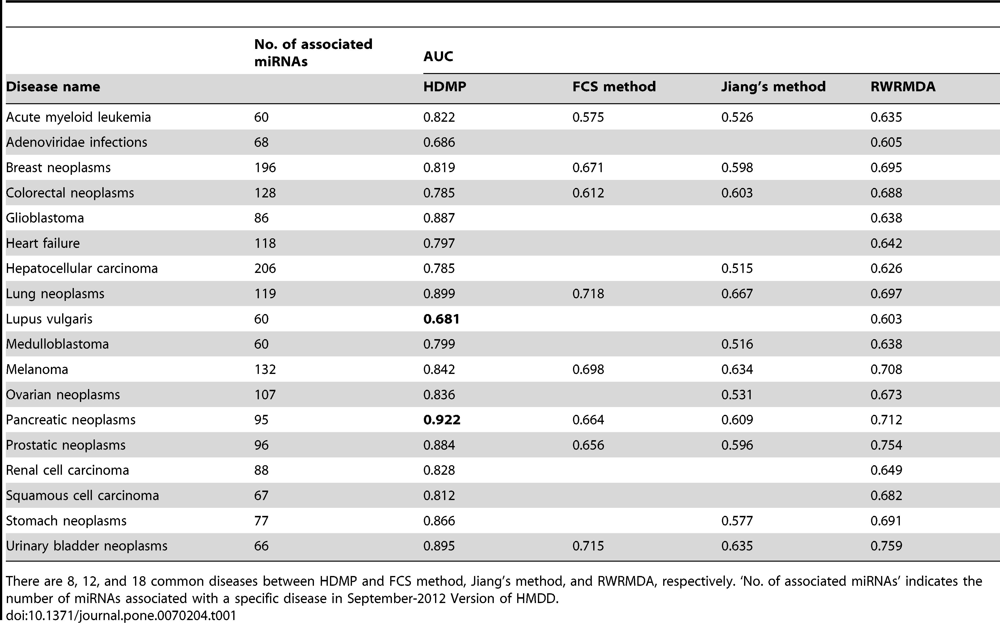 No. of associated
miRNAs AUC
Disease name HDMP FCS method Jiang’s method RWRMDA
Acute myeloid leukemia 60 0.822 0.575 0.526 0.635
Adenoviridae infections 68 0.686 0.605
Breast neoplasms 196 0.819 0.671 0.598 0.695
Colorectal neoplasms 128 0.785 0.612 0.603 0.688
Glioblastoma 86 0.887 0.638
Heart failure 118 0.797 0.642
Hepatocellular carcinoma 206 0.785 0.515 0.626
Lung neoplasms 119 0.899 0.718 0.667 0.697
Lupus vulgaris 60 0.681 0.603
Medulloblastoma 60 0.799 0.516 0.638
Melanoma 132 0.842 0.698 0.634 0.708
Ovarian neoplasms 107 0.836 0.531 0.673
Pancreatic neoplasms 95 0.922 0.664 0.609 0.712
Prostatic neoplasms 96 0.884 0.656 0.596 0.754
Renal cell carcinoma 88 0.828 0.649
Squamous cell carcinoma 67 0.812 0.682
Stomach neoplasms 77 0.866 0.577 0.691
Urinary bladder neoplasms 66 0.895 0.715 0.635 0.759
There are 8, 12, and 18 common diseases between HDMP and FCS method, Jiang’s method, and RWRMDA, respectively. ‘No. of associated miRNAs’ indicates the
number of miRNAs associated with a specific disease in September-2012 Version of HMDD.
doi:10.1371/journal.pone.0070204.t001